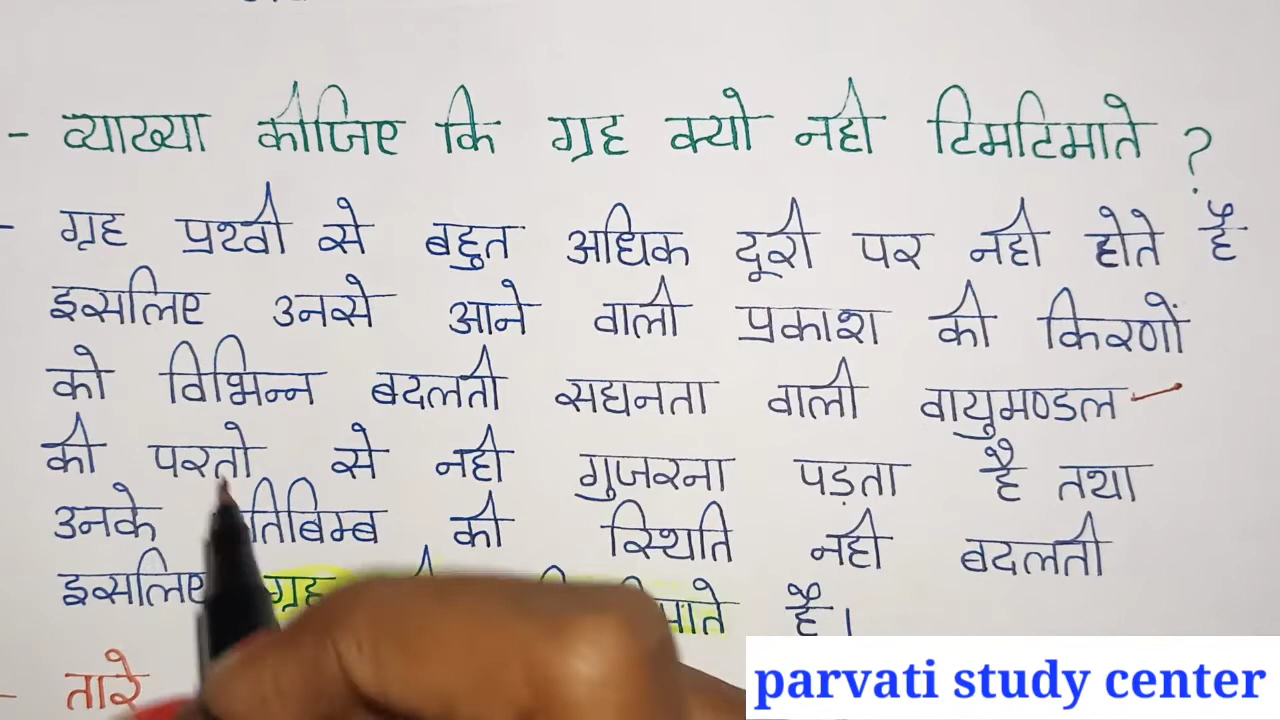 - व्याख्या कीजिए कि ग्रह क्यो नही टिमटिमाते ?
- ग्रह प्रथ्वी से बहुत अधिक दूरी पर नही होते है
इसलिए उनसे आने वाली प्रकाश की किरणों
को विभिन्न बदलती सघनता वाली वायुमण्डल
की परतो से नही गुजरना पड़ता है तथा
उनके की स्थिति नही बदलती
इसलिए ग्रह है।
- तारे
parvati study center